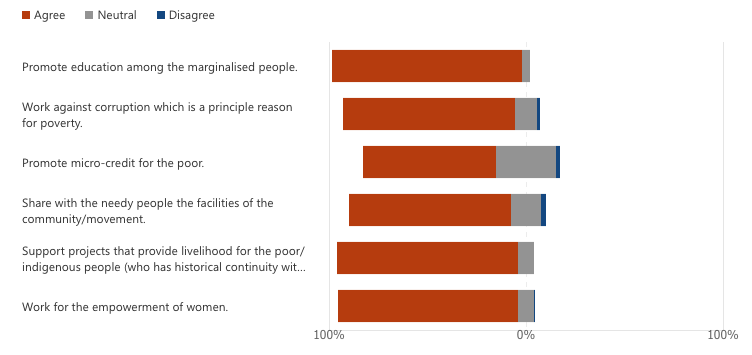 Agree Neutral Disagree
Promote education among the marginalised people.
Work against corruption which is a principle reason
for poverty.
Promote micro-credit for the poor.
Share with the needy people the facilities of the
community/movement.
Support projects that provide livelihood for the poor/
indigenous people (who has historical continuity wit...
Work for the empowerment of women.
100% 0% 100%